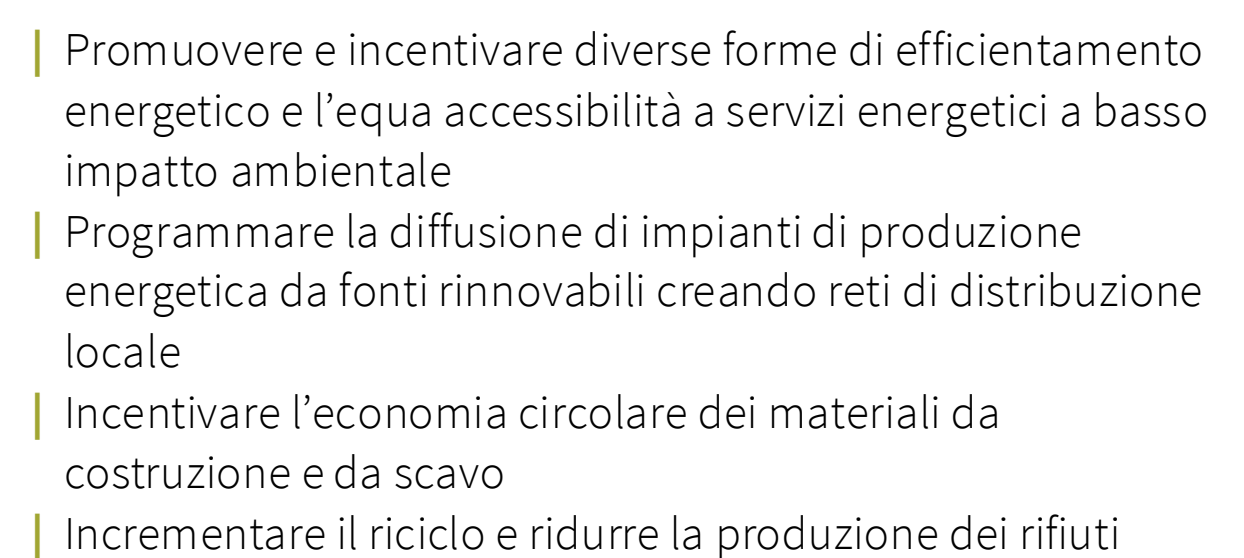 Promuovere e incentivare diverse forme di efficientamento
energetico e l’equa accessibilità a servizi energetici a basso
impatto ambientale
Programmare la diffusione di impianti di produzione
energetica da fonti rinnovabili creando reti di distribuzione
locale
Incentivare l’economia circolare dei materiali da
costruzione e da scavo
Incrementare il riciclo e ridurre la produzione dei rifiuti